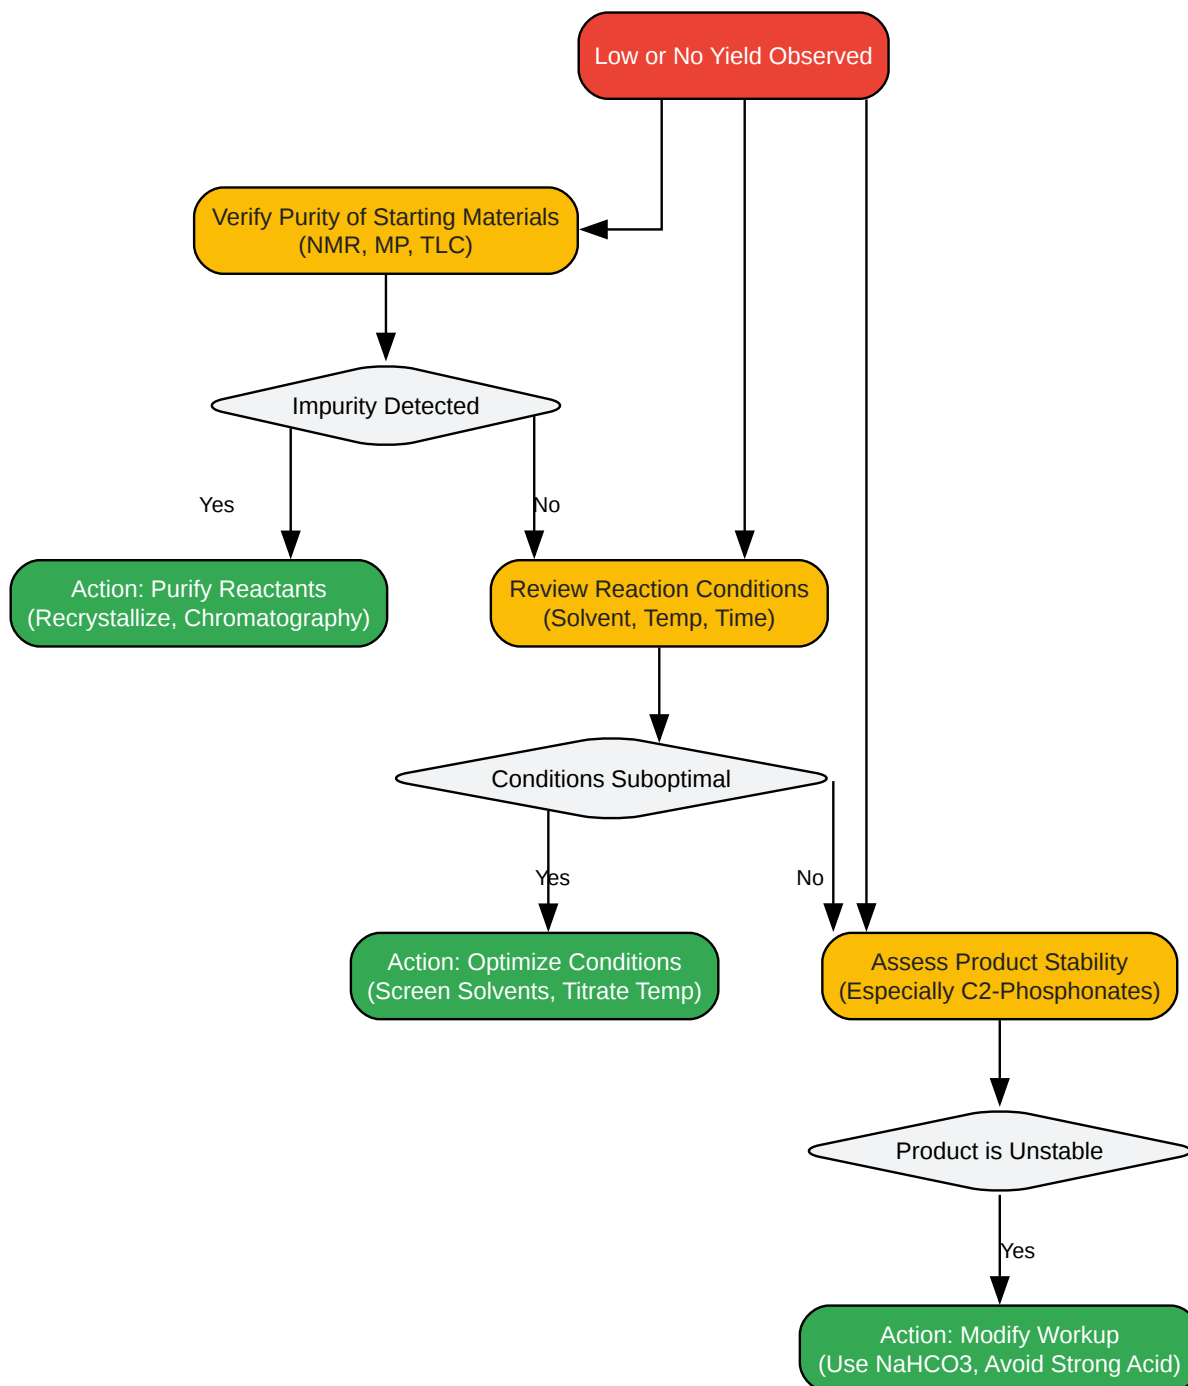 Low or No Yield Observed
Verify Purity of Starting Materials
(NMR, MP, TLC)
Impurity Detected
Yes
No
Action: Purify Reactants
(Recrystallize, Chromatography)
Review Reaction Conditions
(Solvent, Temp, Time)
Conditions Suboptimal
Yes
No
Action: Optimize Conditions
(Screen Solvents, Titrate Temp)
Assess Product Stability
(Especially C2-Phosphonates)
Product is Unstable
Yes
Action: Modify Workup
(Use NaHCO3, Avoid Strong Acid)